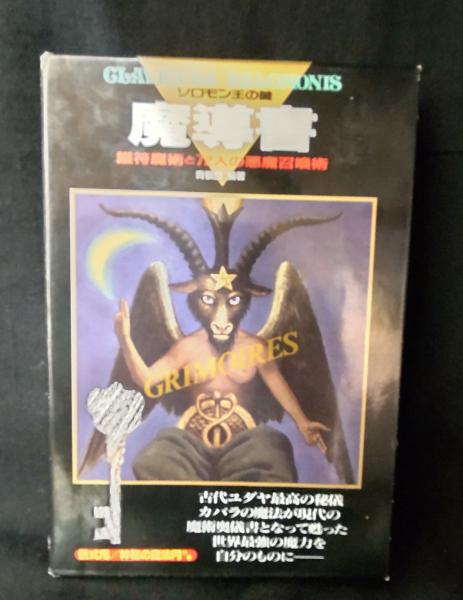 CLAVICULA SALOMONIS
ソロモン王の鍵
魔導書
護符魔術と72人の悪魔召喚術
編著
GRIMOIRES
古代ユダヤ最高の秘儀
カバラの魔法が現代の
魔術奥儀書となって甦った
世界最強の魔力を
自分のものに——